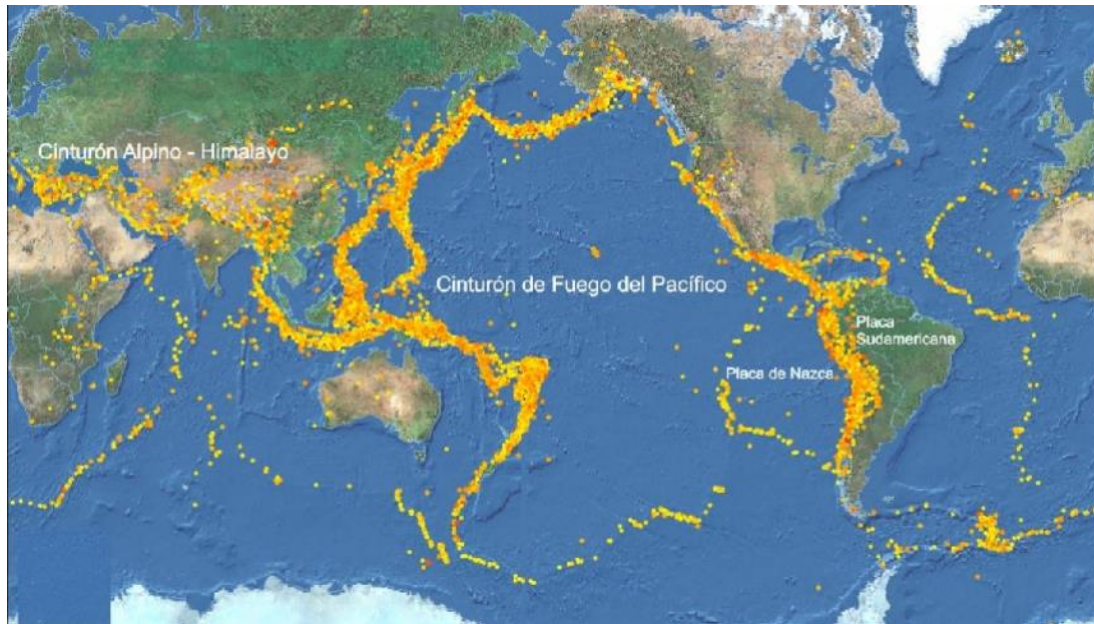 Cinturón Alpino - Himalayo
Cinturón de Fuego del Pacífico
Placa
Sudamericana
Placa de Nazca